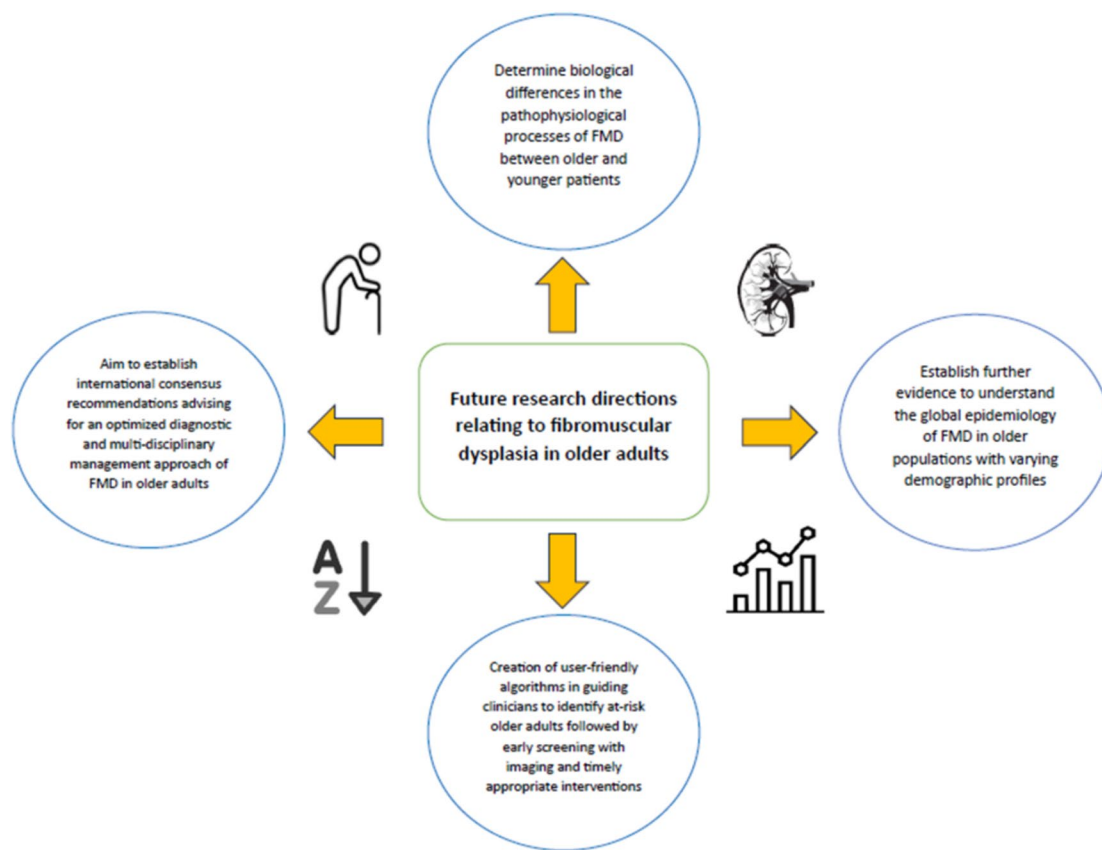 Determine biological
differences in the
pathophysiological
processes of FMD
between older and
younger patients
Aim to establish
international consensus
recommendations advising
for an optimized diagnostic
and multi-disciplinary
management approach of
FMD in older adults
Future research directions
relating to fibromuscular
dysplasia in older adults
Establish further
evidence to understand
the global epidemiology
of FMD in older
populations with varying
demographic profiles
A
Z
Creation of user-friendly
algorithms in guiding
clinicians to identify at-risk
older adults followed by
early screening with
imaging and timely
appropriate interventions